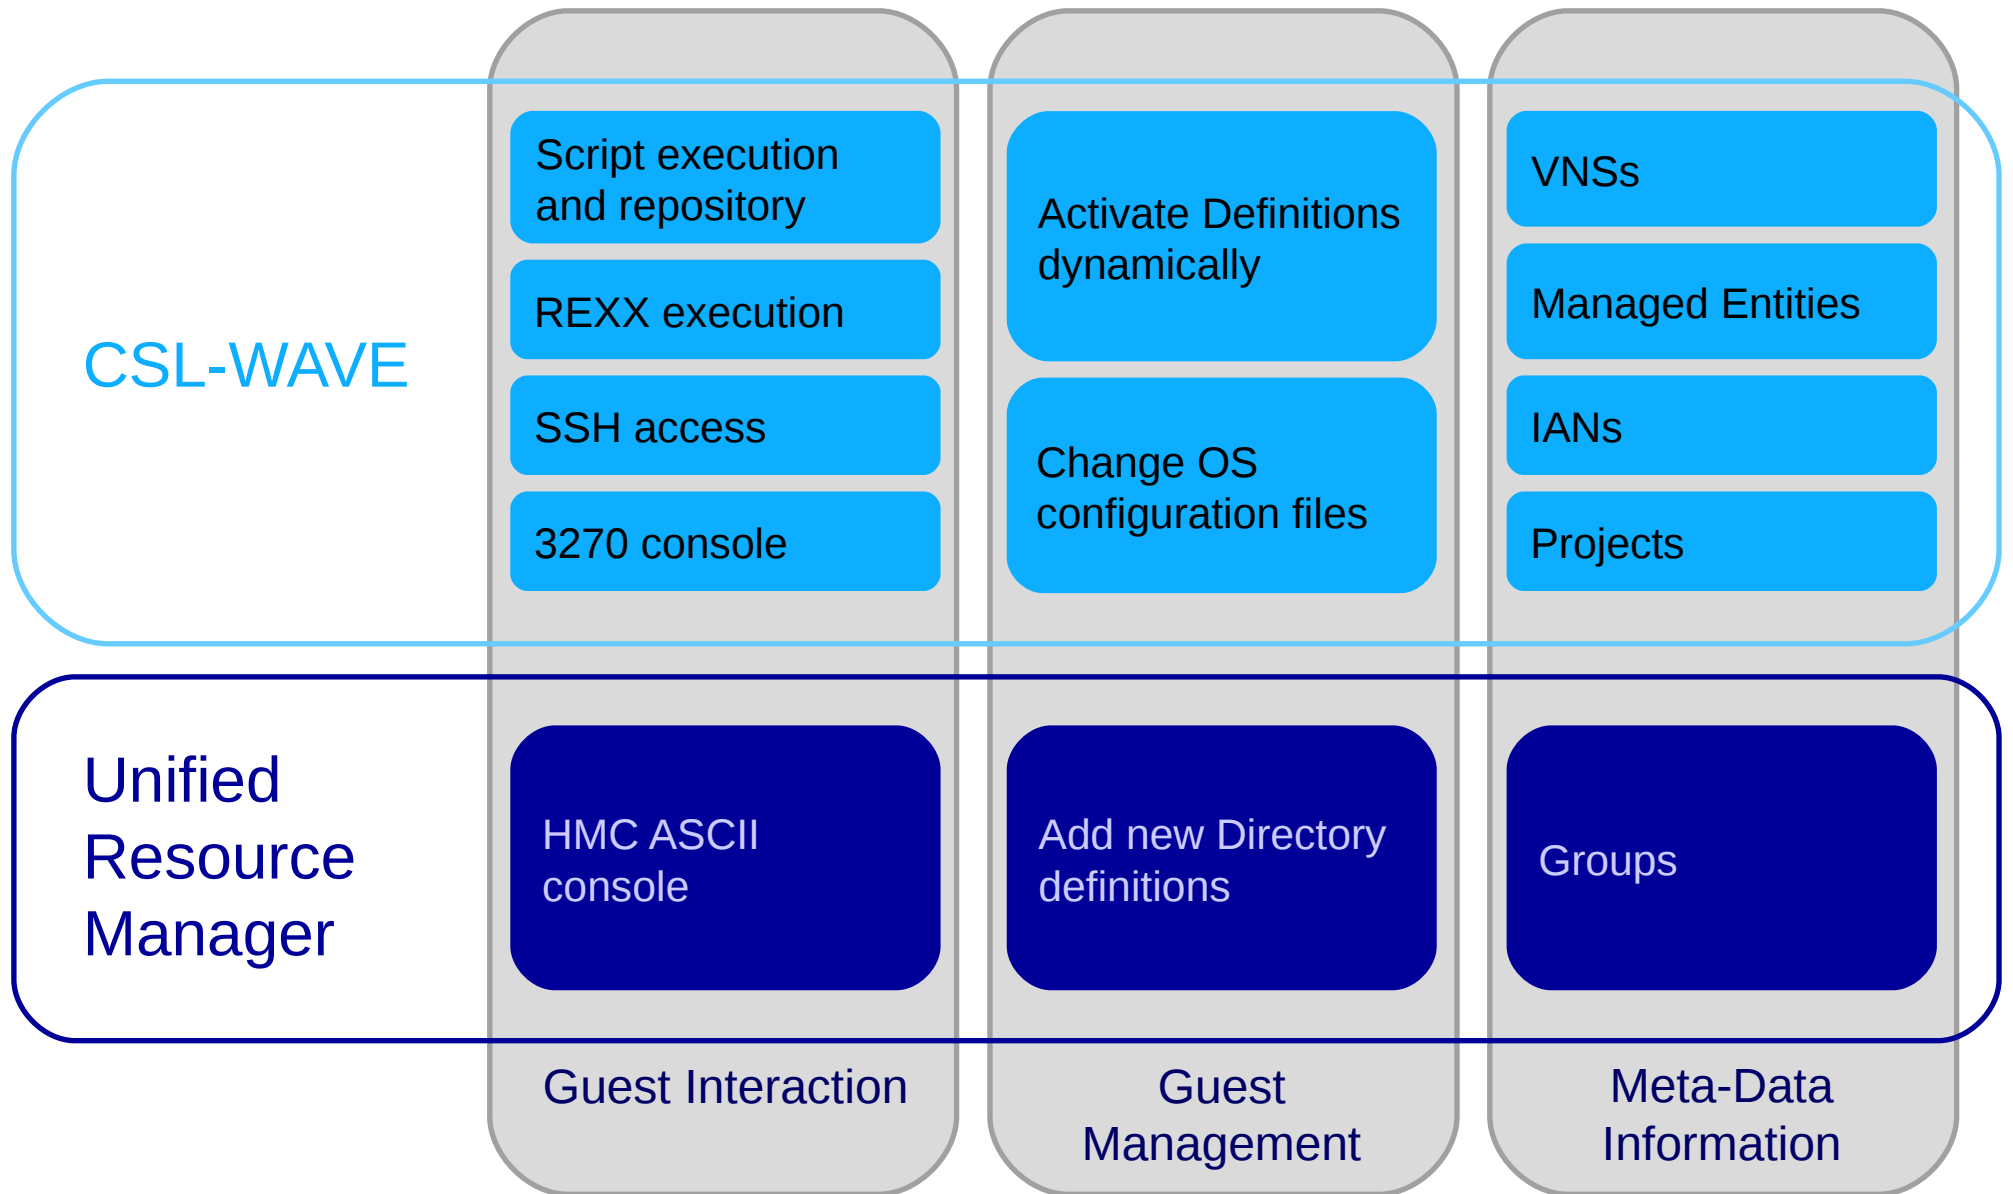 CSL-WAVE
Script execution
and repository
REXX execution
SSH access
3270 console
Activate Definitions
dynamically
Change OS
configuration files
VNSs
Managed Entities
IANs
Projects
Unified
Resource
Manager
HMC ASCII
console
Add new Directory
definitions
Groups
Guest Interaction
Guest
Management
Meta-Data
Information